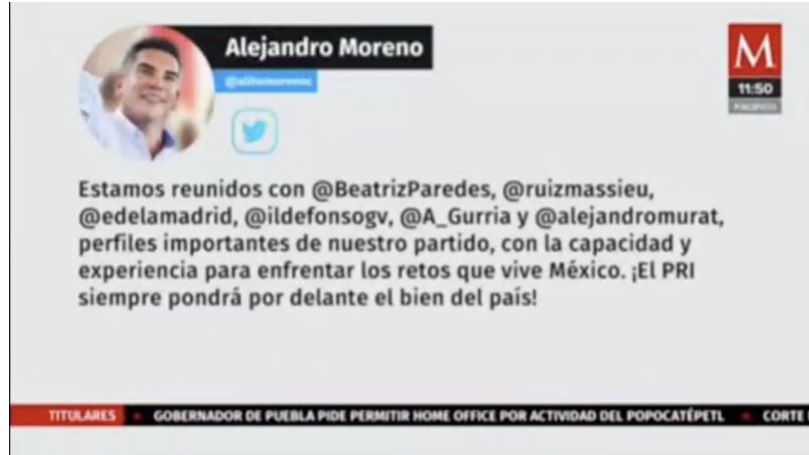 Alejandro Moreno
@alitomorenoc
M
11:50
PACÍFICO
Estamos reunidos con @BeatrizParedes, @ruizmassieu,
@edelamadrid, @ildefonsogv, @A_Gurria y @alejandromurat,
perfiles importantes de nuestro partido, con la capacidad y
experiencia para enfrentar los retos que vive México. ¡El PRI
siempre pondrá por delante el bien del país!
TITULARES GOBERNADOR DE PUEBLA PIDE PERMITIR HOME OFFICE POR ACTIVIDAD DEL POPOCATÉPETL CORTE